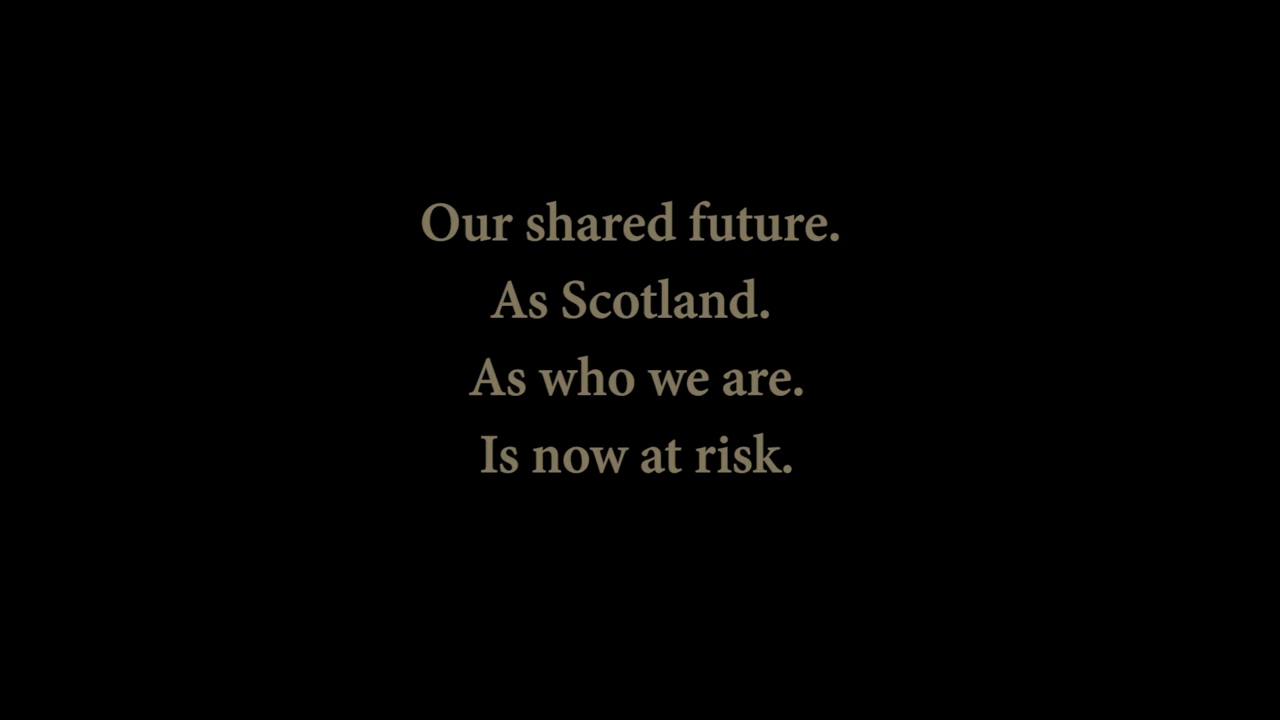 Our shared future.
As Scotland.
As who we are.
Is now at risk.